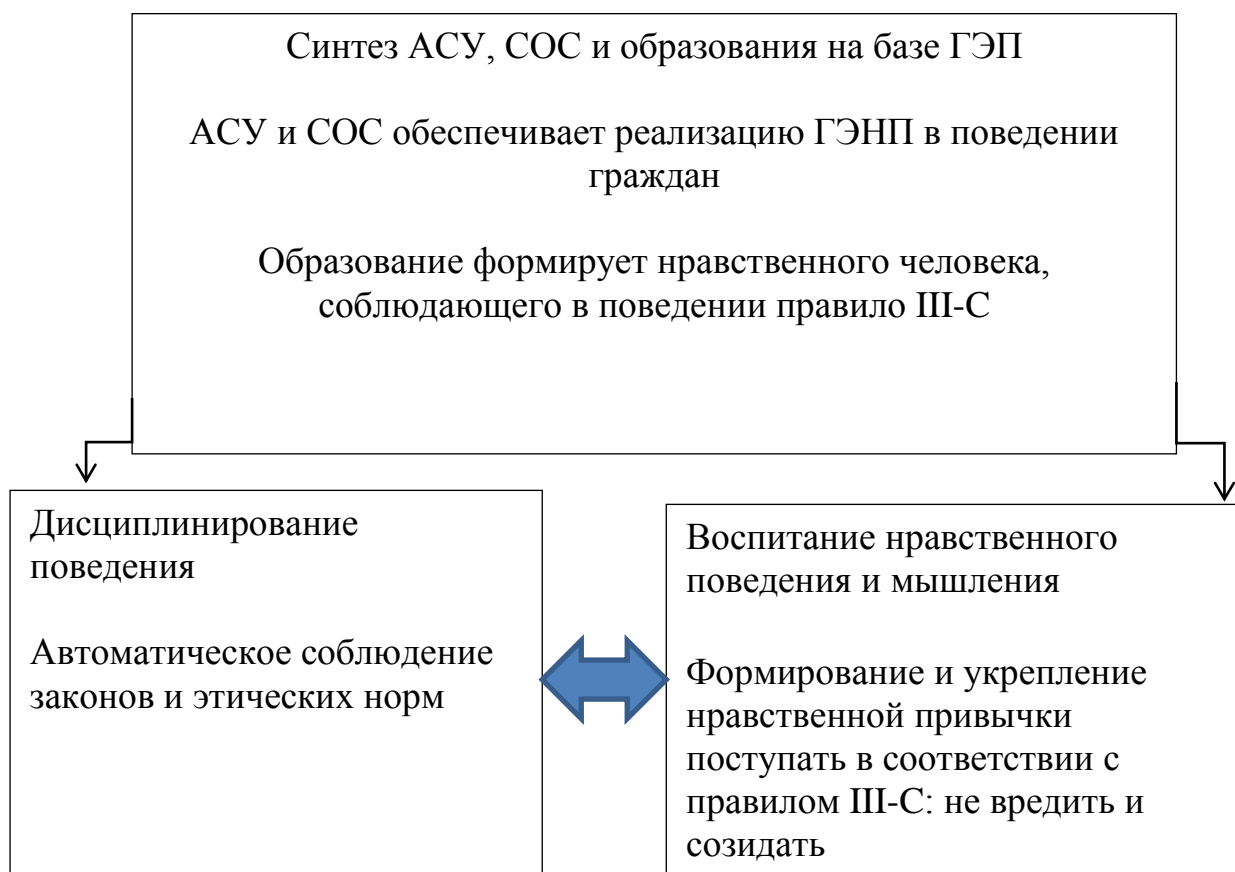 Синтез АСУ, СОС и образования на базе ГЭП
АСУ и СОС обеспечивает реализацию ГЭНП в поведении
граждан
Образование формирует нравственного человека,
соблюдающего в поведении правило III-С
Дисциплинирование
поведения
Автоматическое соблюдение
законов и этических норм
Воспитание нравственного
поведения и мышления
Формирование и укрепление
нравственной привычки
поступать в соответствии с
правилом III-С: не вредить и
созидать